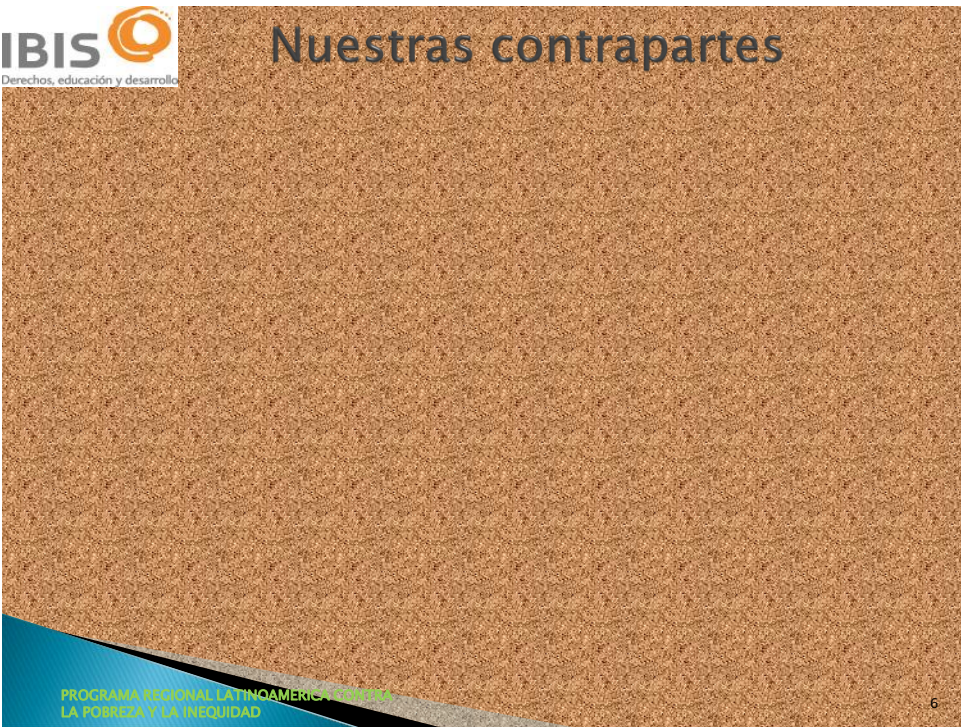 IBIS
Derechos, educación y desarrollo
Nuestras contrapartes
PROGRAMA REGIONAL LATINOAMERICA CONTRA
LA POBREZA Y LA INEQUIDAD
6